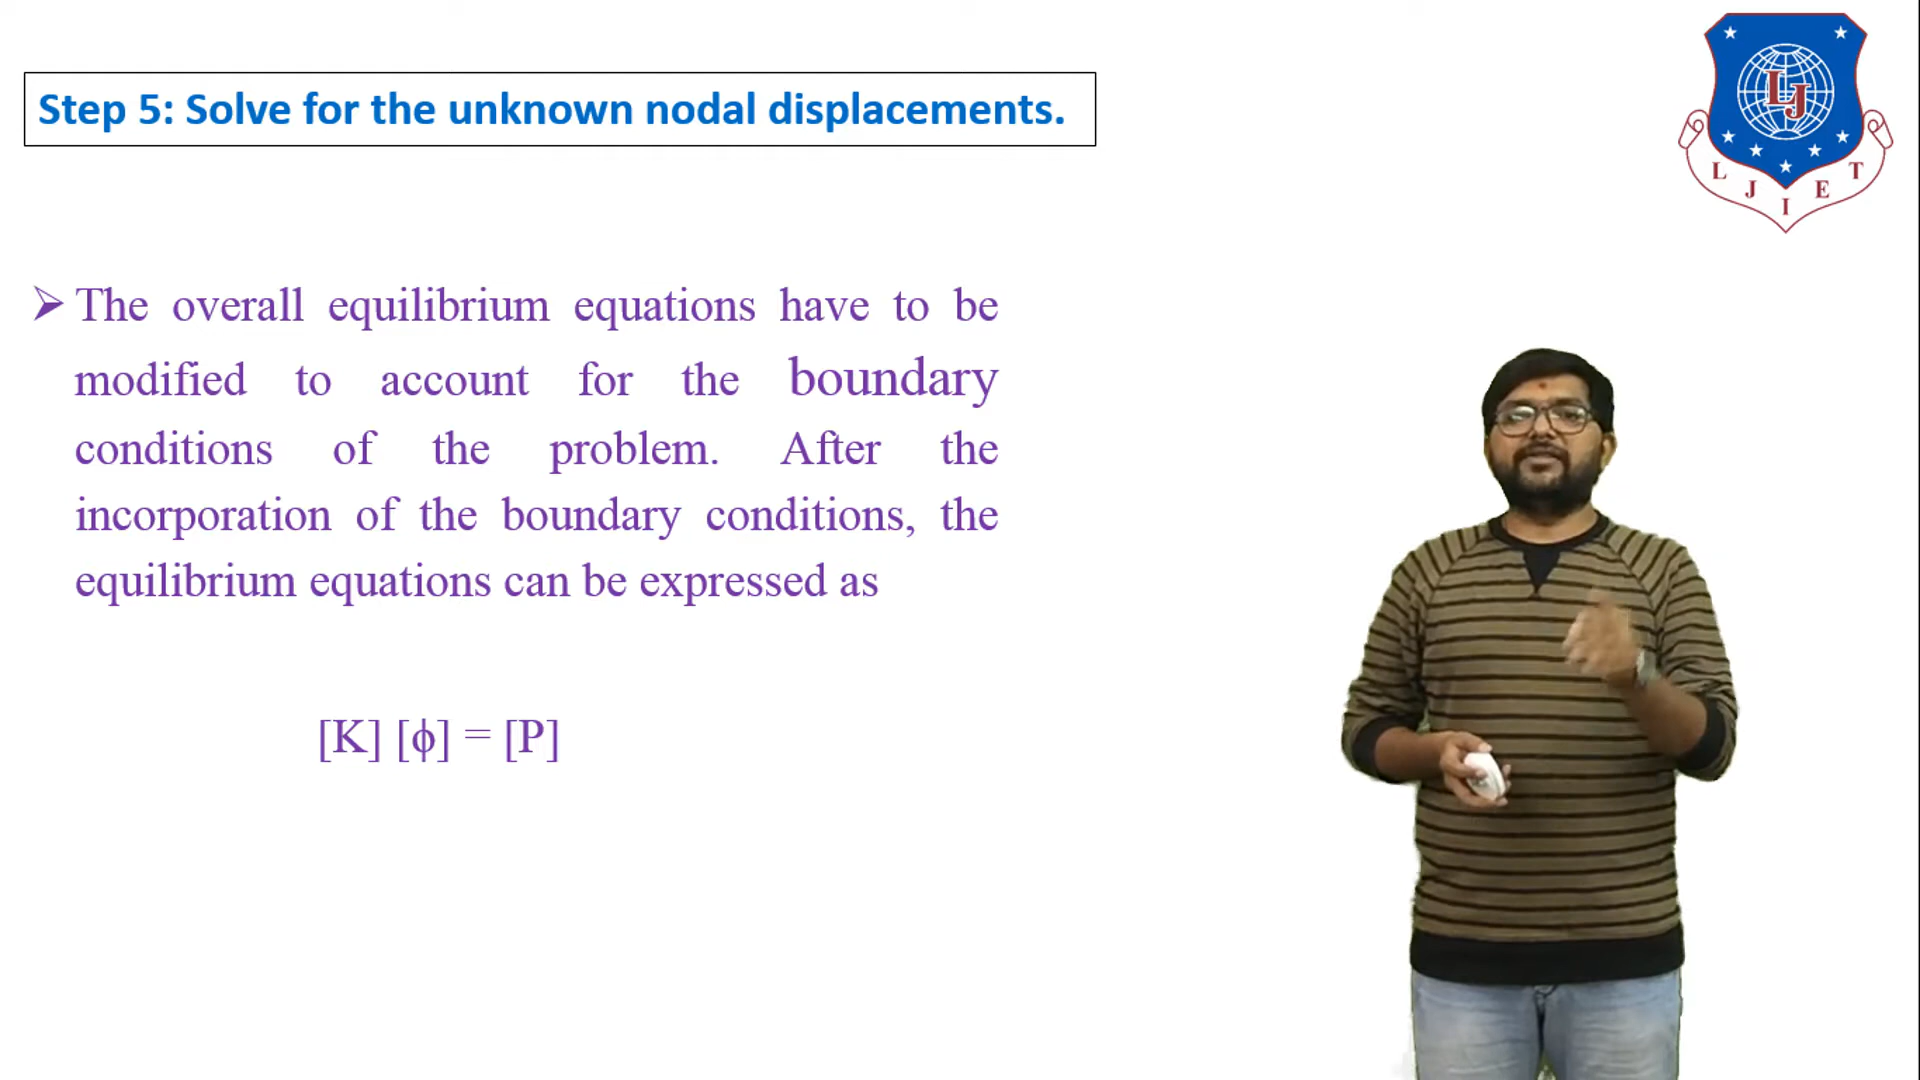 Step 5: Solve for the unknown nodal displacements.
➢ The overall equilibrium equations have to be
modified to account for the boundary
conditions of the problem. After the
incorporation of the boundary conditions, the
equilibrium equations can be expressed as
[K] [ϕ] = [P]
LJ
L J I E T